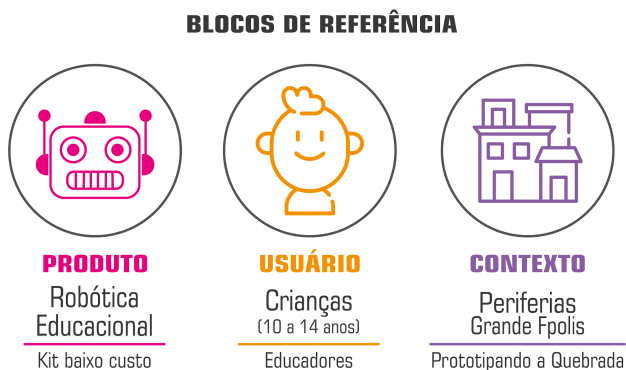 BLOCOS DE REFERÊNCIA
PRODUTO
Robótica
Educacional
Kit baixo custo
USUÁRIO
Crianças
(10 a 14 anos)
Educadores
CONTEXTO
Periferias
Grande Fpolis
Prototipando a Quebrada